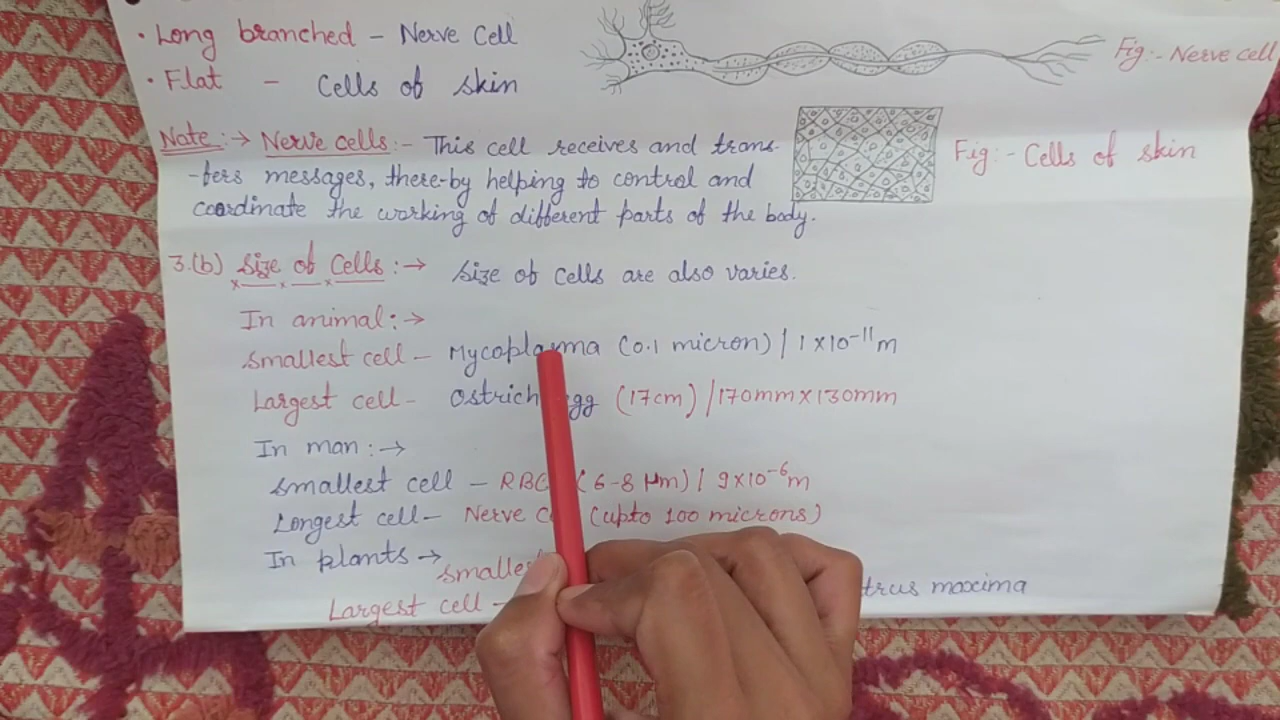 • Long branched - Nerve Cell
Fig:- Nerve cell
• Flat - Cells of skin
Note :→ Nerve cells:- This cell receives and trans-
-fers messages, there-by helping to control and
coordinate the working of different parts of the body.
Fig:- Cells of skin
3.(b) Size of Cells :→ Size of cells are also varies.
In animal:→
Smallest cell - Mycoplasma (0.1 micron) / 1×10⁻¹¹m
Largest cell - Ostrich (17cm) / 170mm×130mm
In man :→
Smallest cell - RBC (6-8 μm) / 9×10⁻⁶m
Longest cell - Nerve (upto 100 microns)
In plants →
Largest cell - maxima